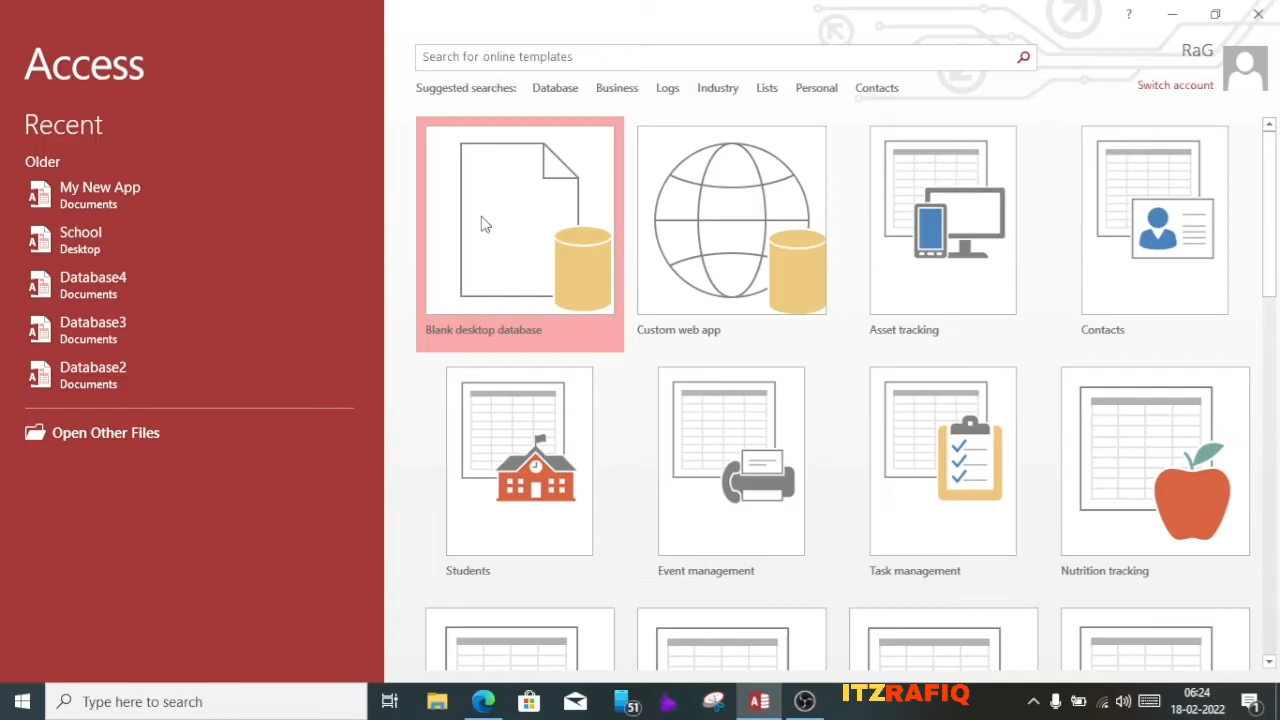 Access
Recent
Older
My New App
Documents
School
Desktop
Database4
Documents
Database3
Documents
Database2
Documents
Open Other Files
?
Search for online templates
RaG
Switch account
Suggested searches: Database Business Logs Industry Lists Personal Contacts
Blank desktop database
Custom web app
Asset tracking
Contacts
Students
Event management
Task management
Nutrition tracking
Type here to search
51
ITZRAFIQ
06:24
18-02-2022
1